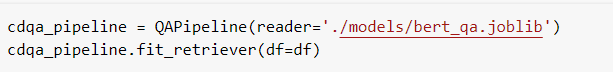 cdqa_pipeline = QAPipeline(reader='./models/bert_qa.joblib')
cdqa_pipeline.fit_retriever(df=df)